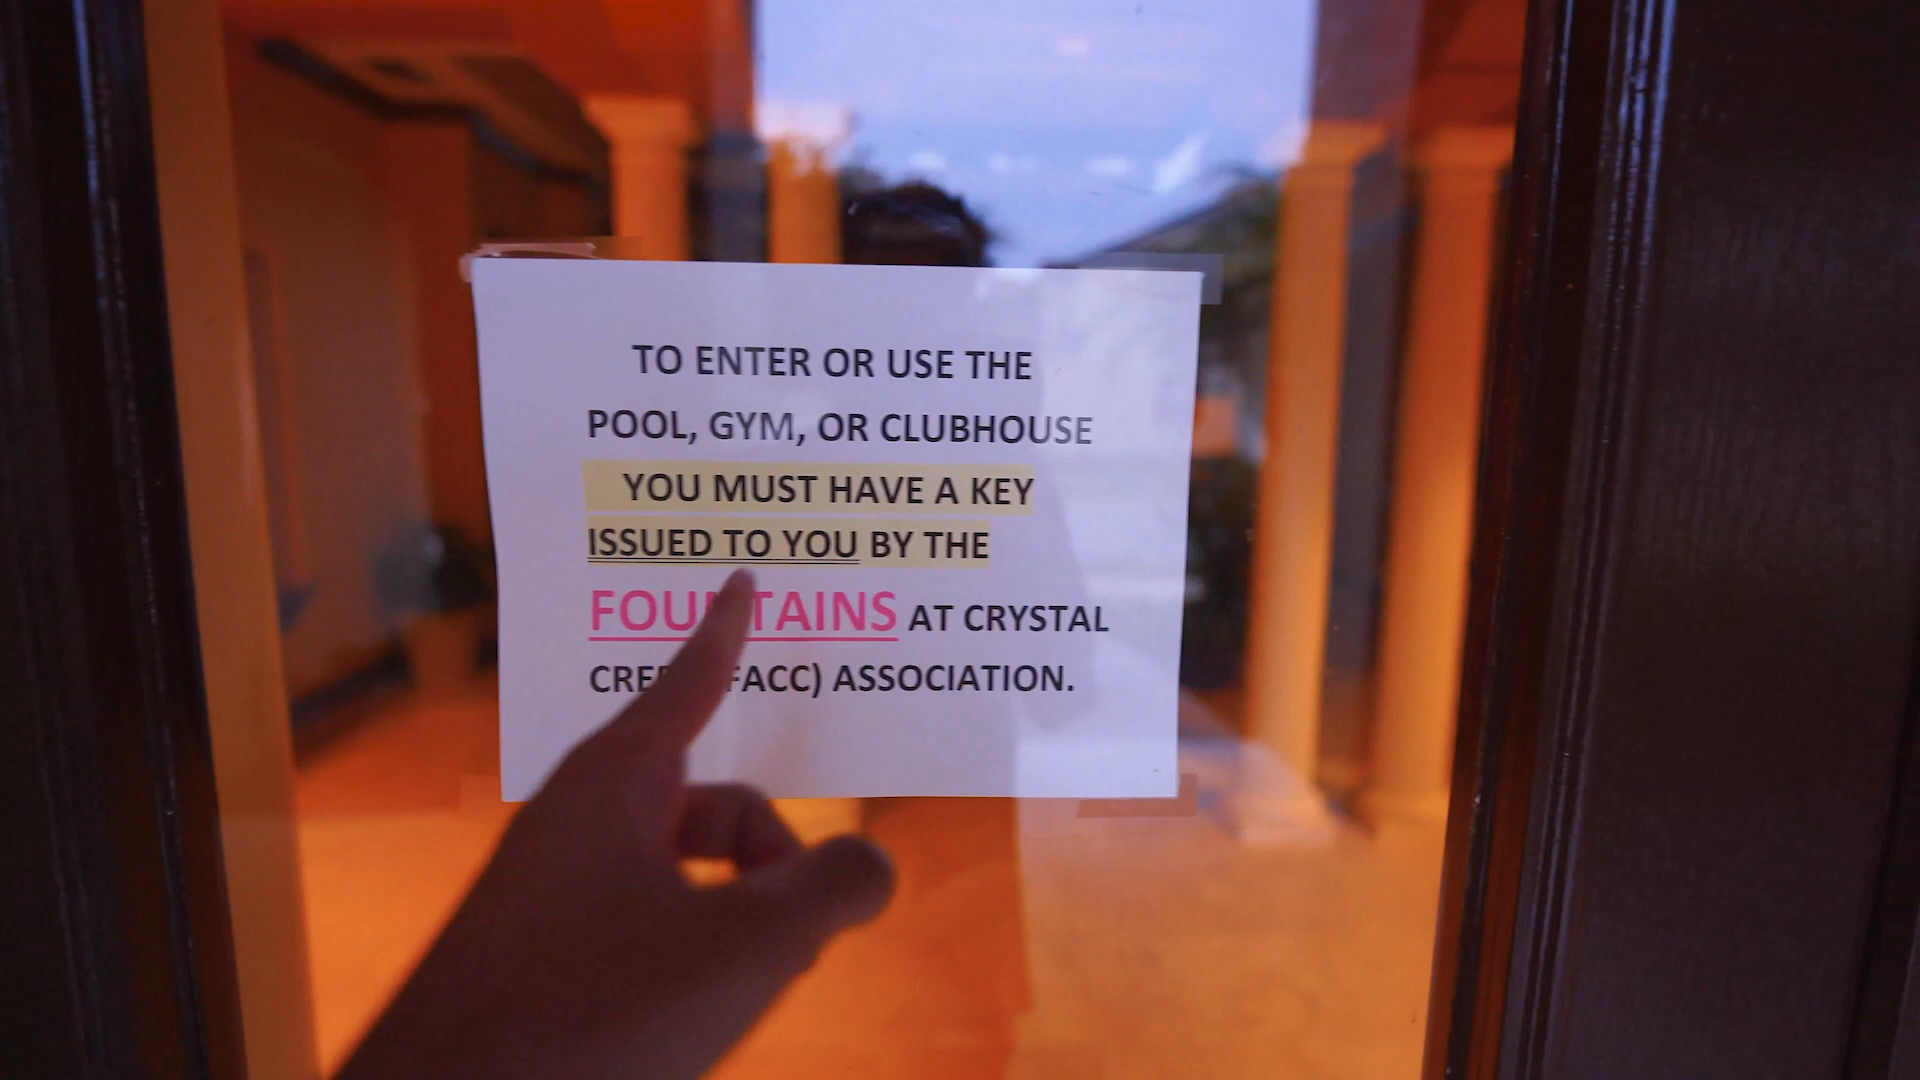 TO ENTER OR USE THE
POOL, GYM, OR CLUBHOUSE
YOU MUST HAVE A KEY
ISSUED TO YOU BY THE
FOUNTAINS AT CRYSTAL
FACC) ASSOCIATION.